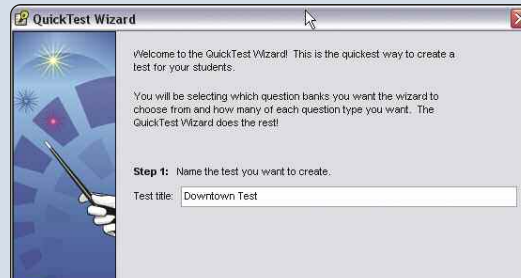 QuickTest Wizard
Welcome to the QuickTest Wizard! This is the quickest way to create a
test for your students.
You will be selecting which question banks you want the wizard to
choose from and how many of each question type you want. The
QuickTest Wizard does the rest!
Step 1: Name the test you want to create.
Test title: Downtown Test